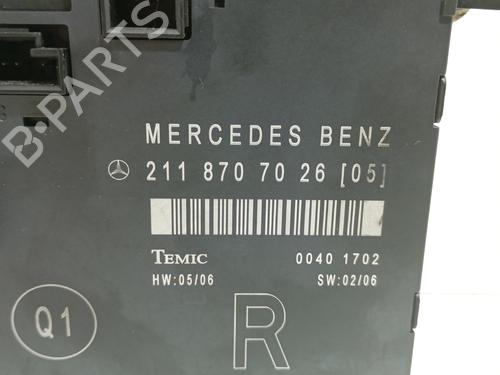 B-PARTS
MERCEDES BENZ
211 870 70 26 [05]
TEMIC 0040 1702
HW:05/06 SW:02/06
Q1
R